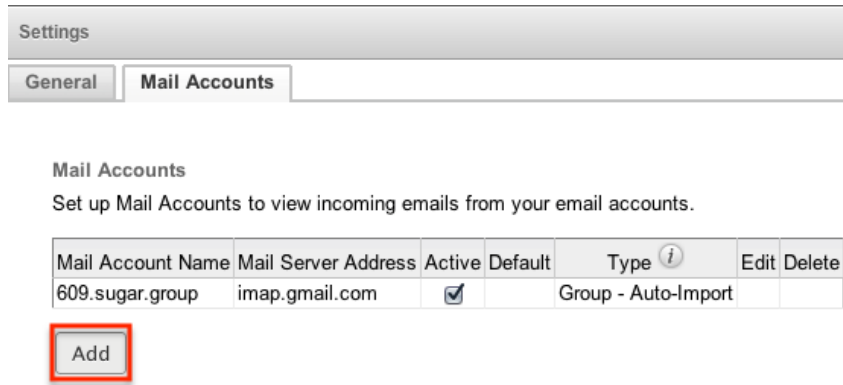 Settings
General Mail Accounts
Mail Accounts
Set up Mail Accounts to view incoming emails from your email accounts.
Mail Account Name Mail Server Address Active Default Type i Edit Delete
609.sugar.group imap.gmail.com Group - Auto-Import
Add